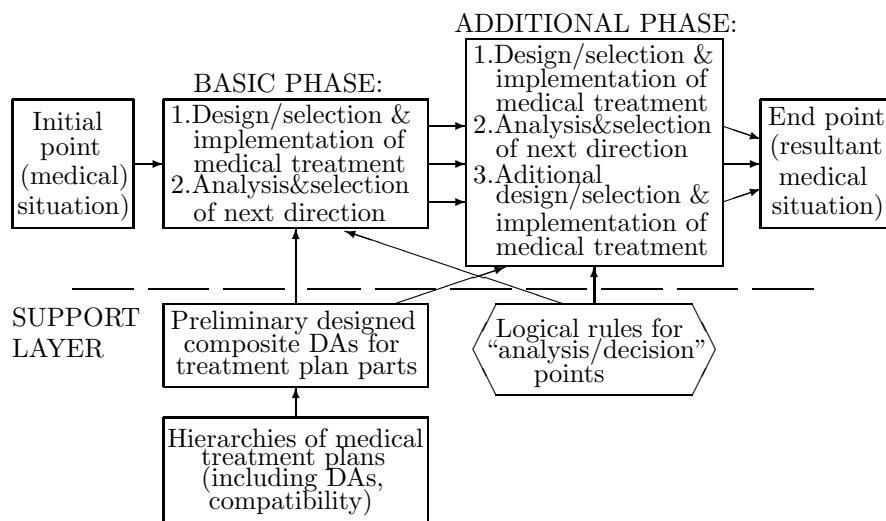 ADDITIONAL PHASE:
1.Design/selection &
implementation of
medical treatment
2.Analysis&selection
of next direction
3.Aditional
design/selection &
implementation of
medical treatment
BASIC PHASE:
1.Design/selection &
implementation of
medical treatment
2.Analysis&selection
of next direction
Initial
point
(medical)
situation)
End point
(resultant
medical
situation)
SUPPORT
LAYER
Preliminary designed
composite DAs for
treatment plan parts
Logical rules for
“analysis/decision”
points
Hierarchies of medical
treatment plans
(including DAs,
compatibility)